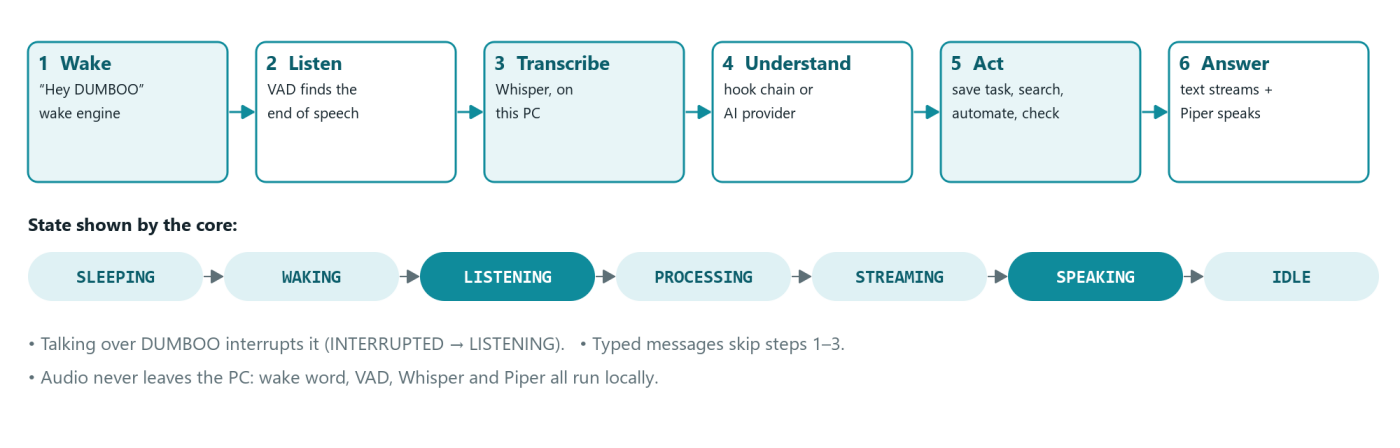 1 Wake
"Hey DUMBOO"
wake engine
2 Listen
VAD finds the
end of speech
3 Transcribe
Whisper, on
this PC
4 Understand
hook chain or
AI provider
5 Act
save task, search,
automate, check
6 Answer
text streams +
Piper speaks
State shown by the core:
SLEEPING
WAKING
LISTENING
PROCESSING
STREAMING
SPEAKING
IDLE
• Talking over DUMBOO interrupts it (INTERRUPTED → LISTENING). • Typed messages skip steps 1–3.
• Audio never leaves the PC: wake word, VAD, Whisper and Piper all run locally.